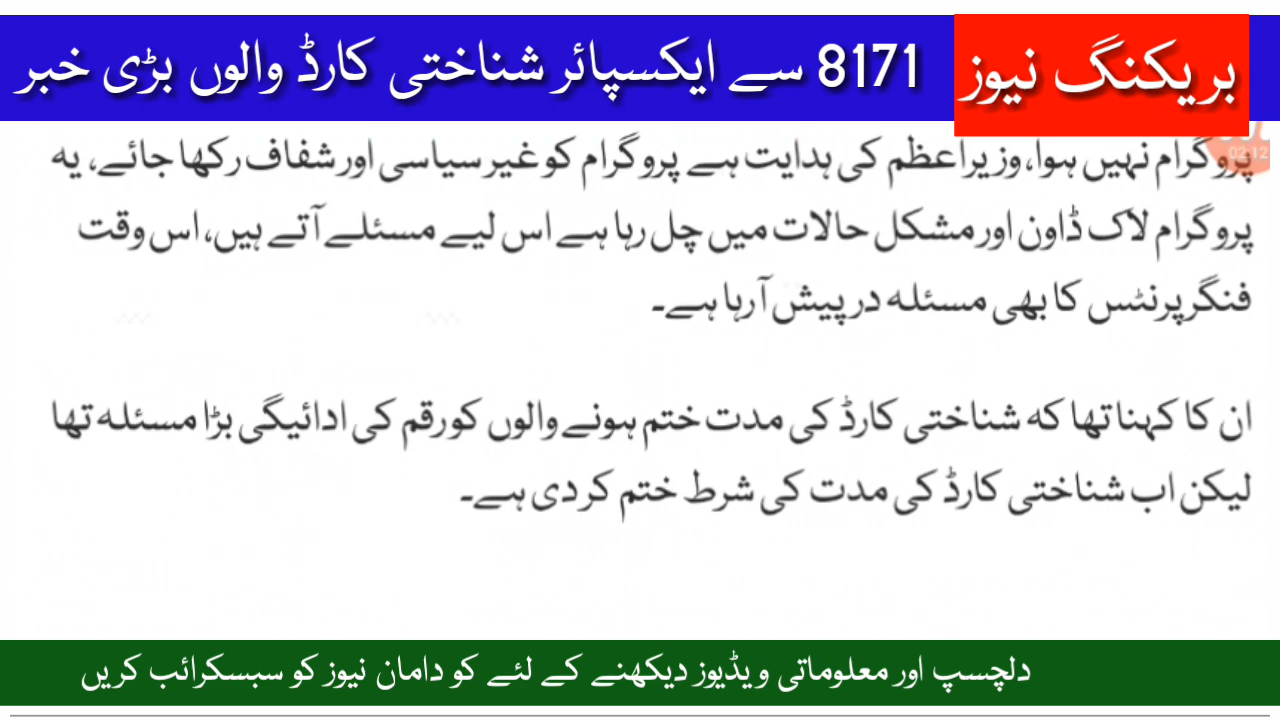 بریکنگ نیوز
8171 سے ایکسپائر شناختی کارڈ والوں بڑی خبر
02:12
پروگرام نہیں ہوا، وزیراعظم کی ہدایت ہے پروگرام کو غیر سیاسی اور شفاف رکھا جائے، یہ
پروگرام لاک ڈاون اور مشکل حالات میں چل رہا ہے اس لیے مسئلے آتے ہیں، اس وقت
فنگر پرنٹس کا بھی مسئلہ درپیش آرہا ہے۔
ان کا کہنا تھا کہ شناختی کارڈ کی مدت ختم ہونے والوں کو رقم کی ادائیگی بڑا مسئلہ تھا
لیکن اب شناختی کارڈ کی مدت کی شرط ختم کردی ہے۔
دلچسپ اور معلوماتی ویڈیوز دیکھنے کے لئے کو دامان نیوز کو سبسکرائب کریں